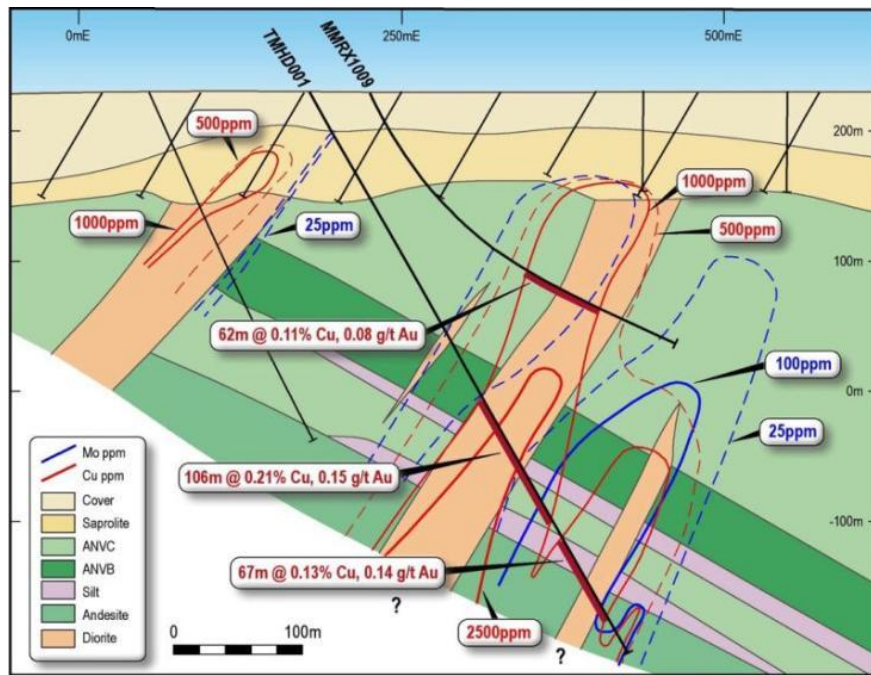 0mE
250mE
500mE
TMHD001
MMRX1009
500ppm
200m
1000ppm
1000ppm
25ppm
500ppm
100m
62m @ 0.11% Cu, 0.08 g/t Au
100ppm
0m
25ppm
Mo ppm
Cu ppm
Cover
Saprolite
ANVC
ANVB
Silt
Andesite
Diorite
106m @ 0.21% Cu, 0.15 g/t Au
-100m
67m @ 0.13% Cu, 0.14 g/t Au
?
2500ppm
?
0
100m